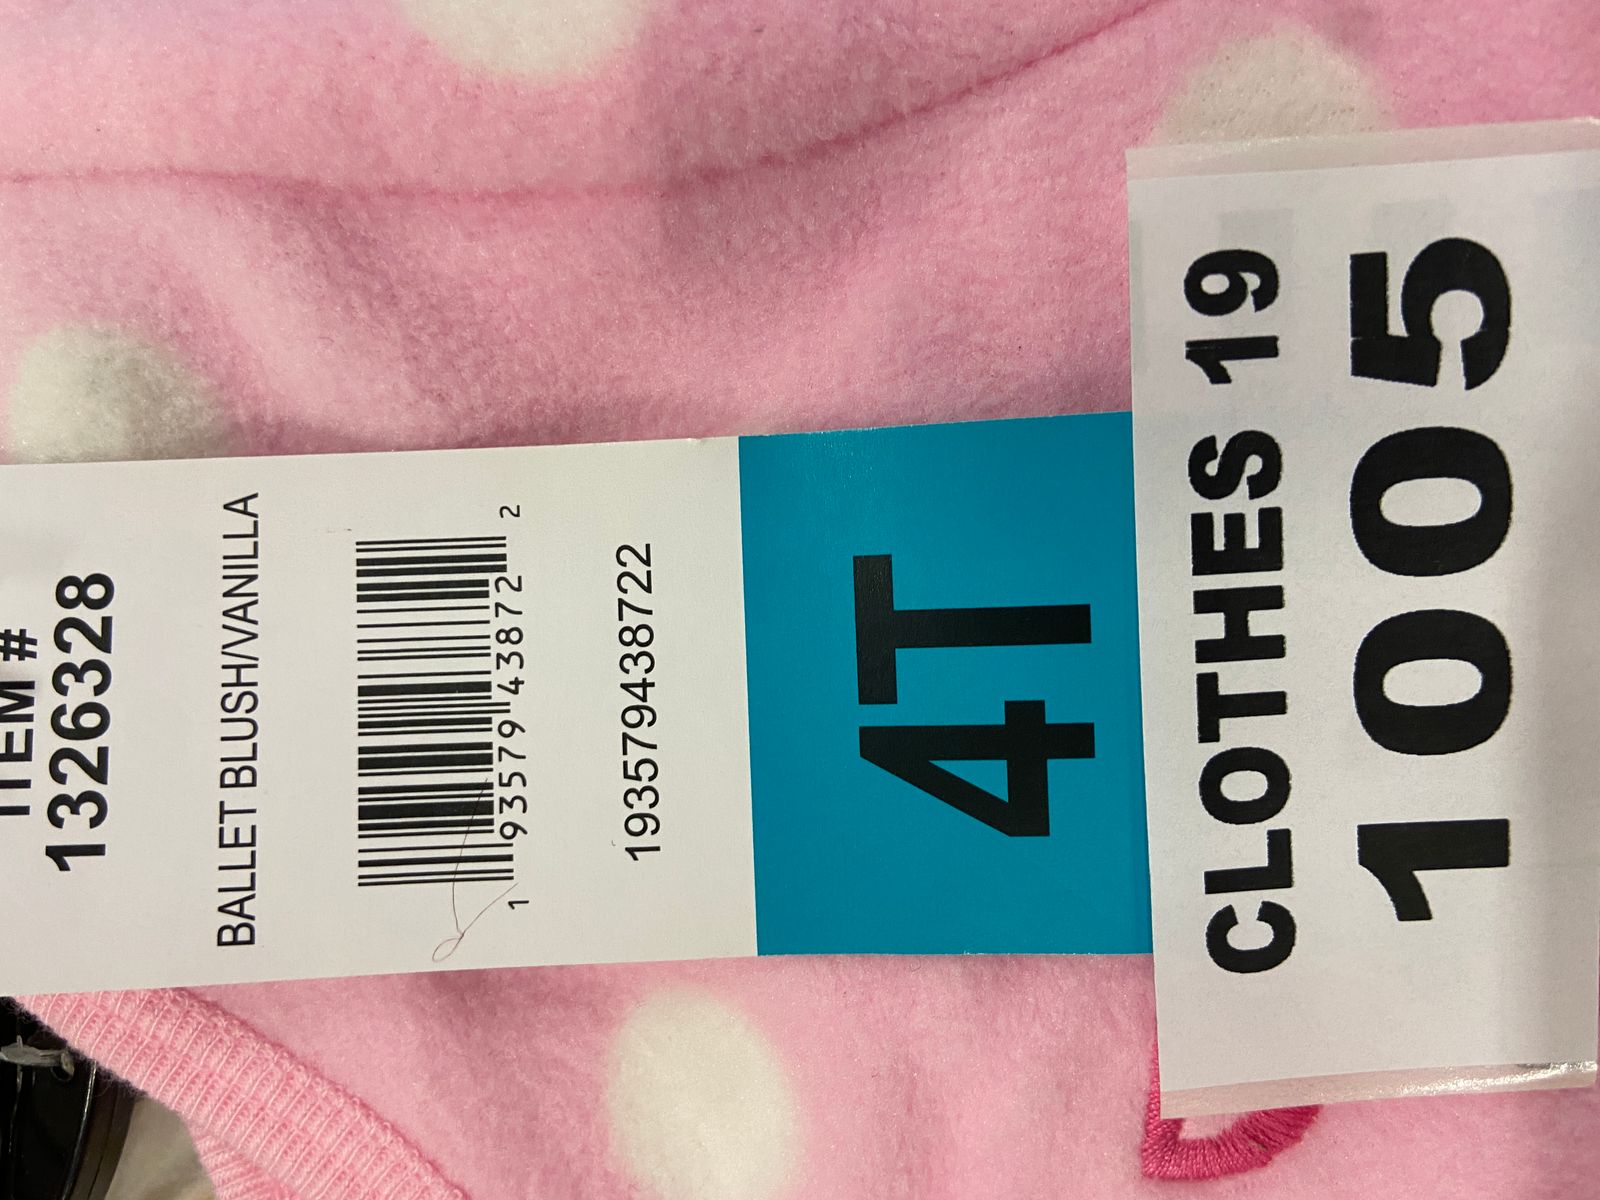 ITEM #
1326328
BALLET BLUSH/VANILLA
1 93579 43872 2
193579438722
4T
CLOTHES 19
1005